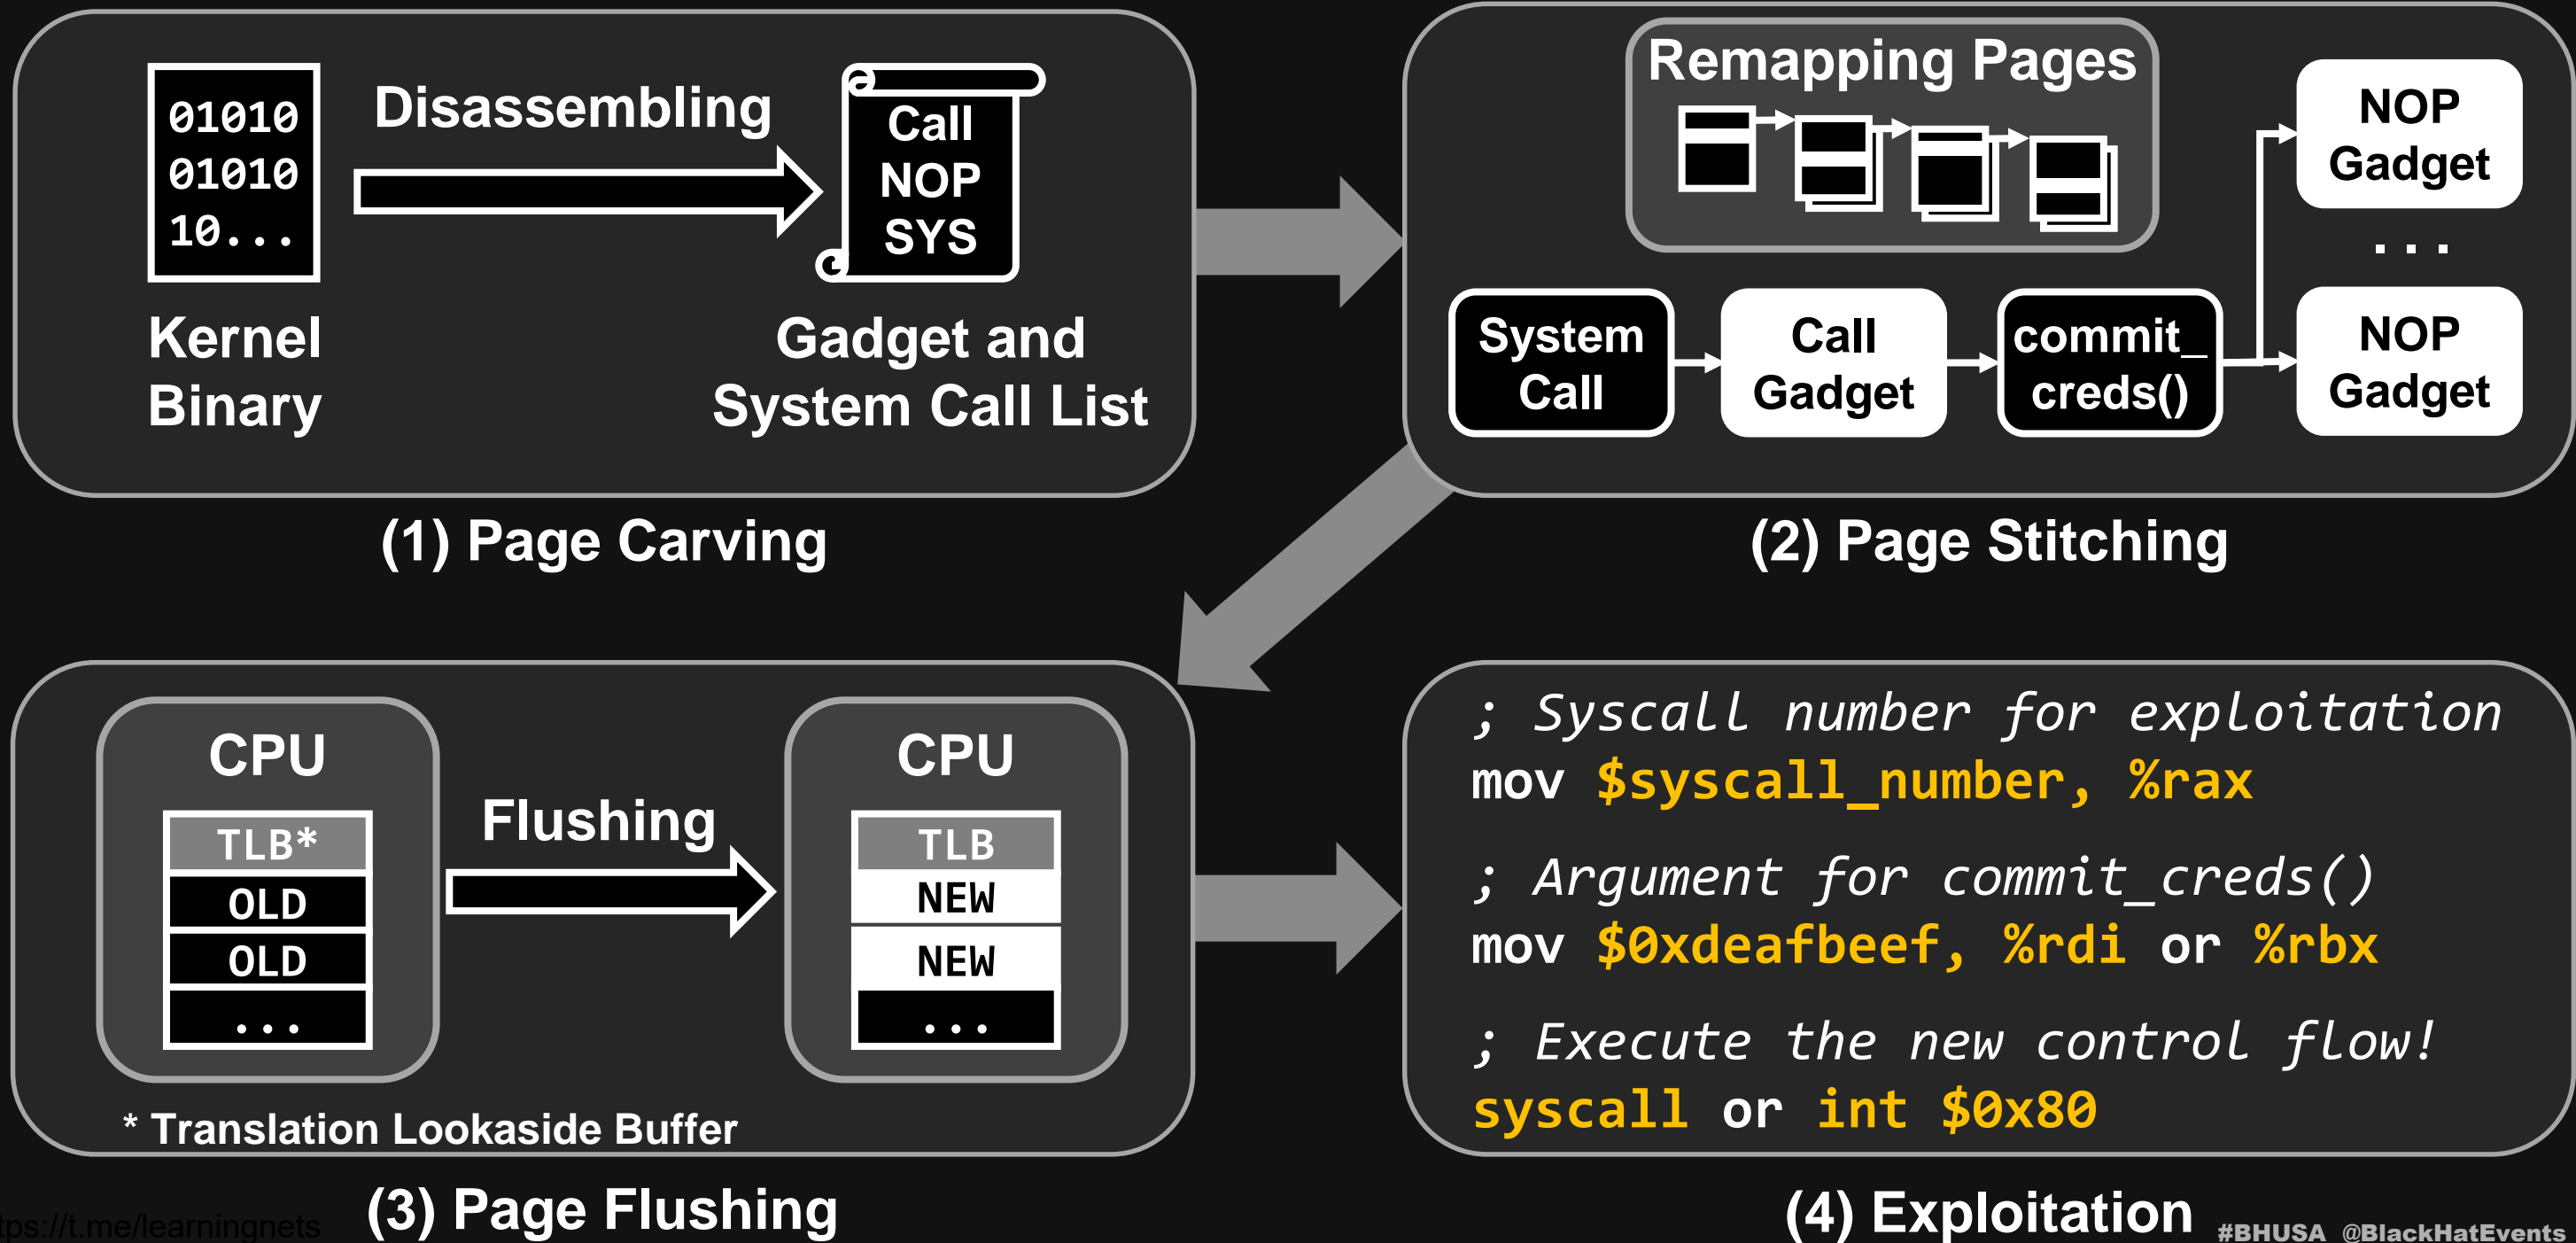 01010
01010
10...
Disassembling
Call
NOP
SYS
Kernel
Binary
Gadget and
System Call List
(1) Page Carving
Remapping Pages
System
Call
Call
Gadget
commit_
creds()
NOP
Gadget
...
NOP
Gadget
(2) Page Stitching
CPU
TLB*
OLD
OLD
...
Flushing
CPU
TLB
NEW
NEW
...
* Translation Lookaside Buffer
(3) Page Flushing
; Syscall number for exploitation
mov $syscall_number, %rax
; Argument for commit_creds()
mov $0xdeafbeef, %rdi or %rbx
; Execute the new control flow!
syscall or int $0x80
(4) Exploitation
tps://t.me/learningnets
#BHUSA @BlackHatEvents